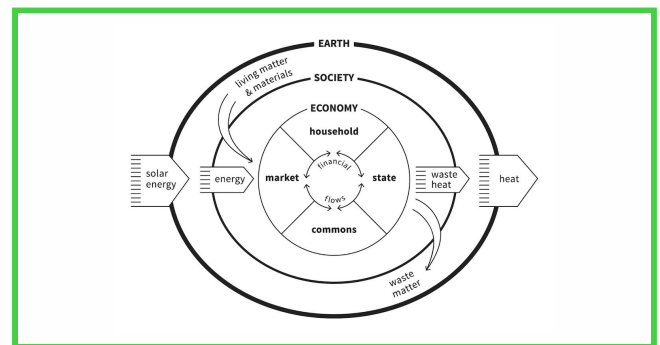 EARTH
living matter
& materials
SOCIETY
ECONOMY
household
solar
energy
energy
market
financial
flows
state
waste
heat
heat
commons
waste
matter